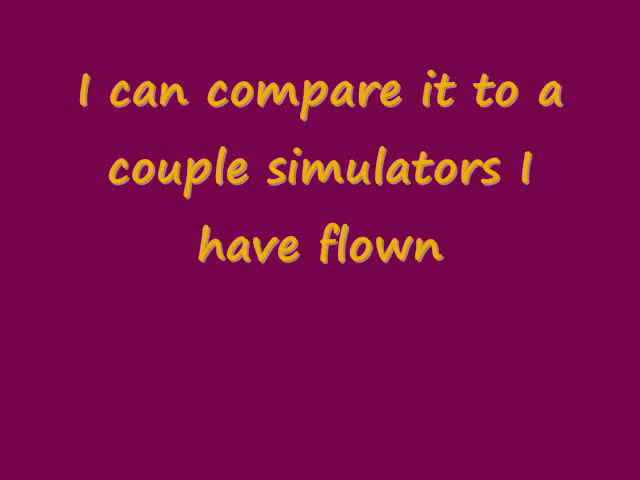 I can compare it to a
couple simulators I
have flown